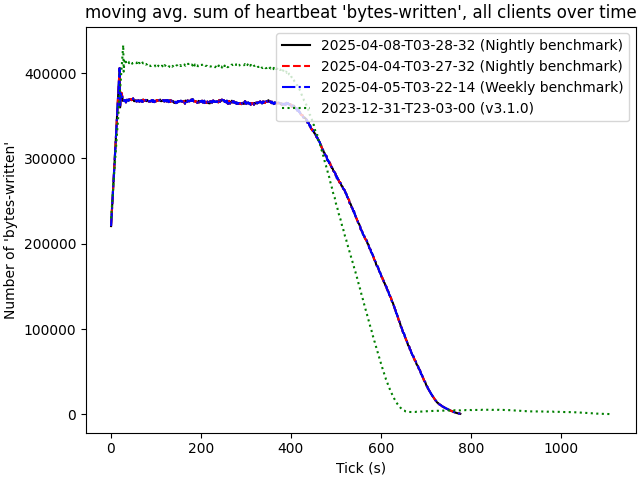 moving avg. sum of heartbeat 'bytes-written', all clients over time
2025-04-08-T03-28-32 (Nightly benchmark)
2025-04-04-T03-27-32 (Nightly benchmark)
2025-04-05-T03-22-14 (Weekly benchmark)
2023-12-31-T23-03-00 (v3.1.0)
Number of 'bytes-written'
400000
300000
200000
100000
0
0 200 400 600 800 1000
Tick (s)